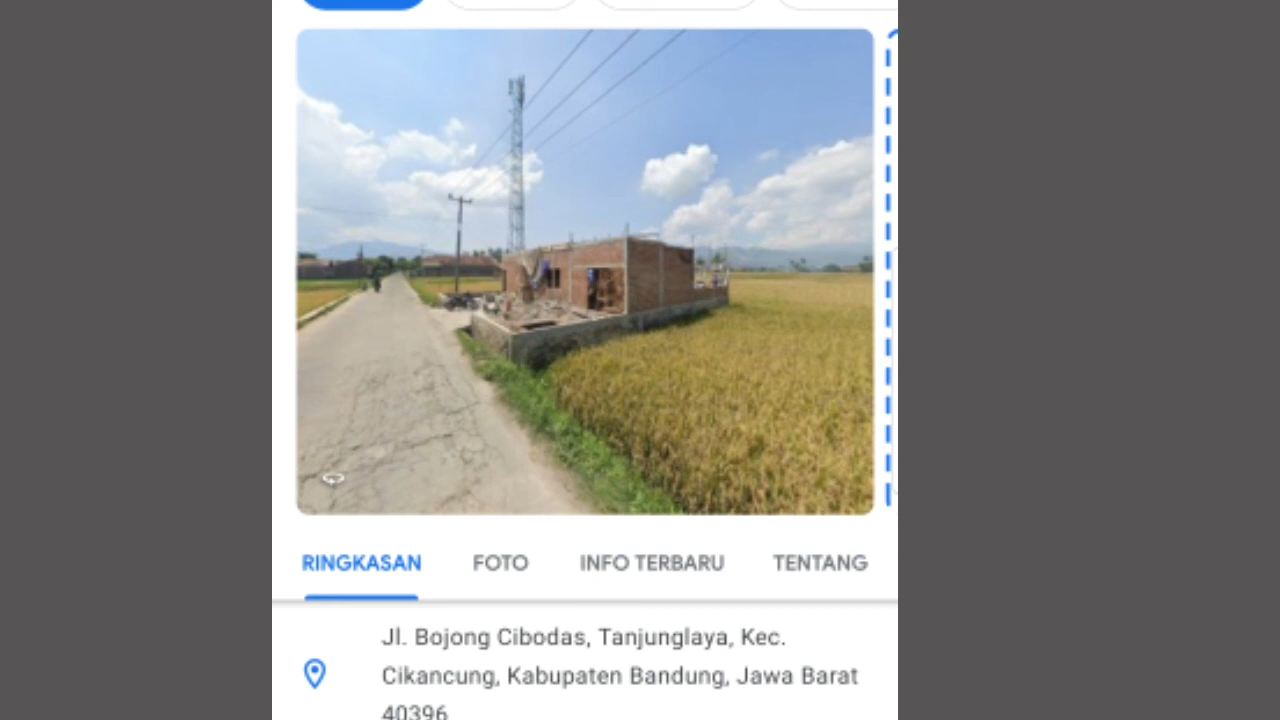 RINGKASAN FOTO INFO TERBARU TENTANG
Jl. Bojong Cibodas, Tanjunglaya, Kec.
Cikancung, Kabupaten Bandung, Jawa Barat
40396